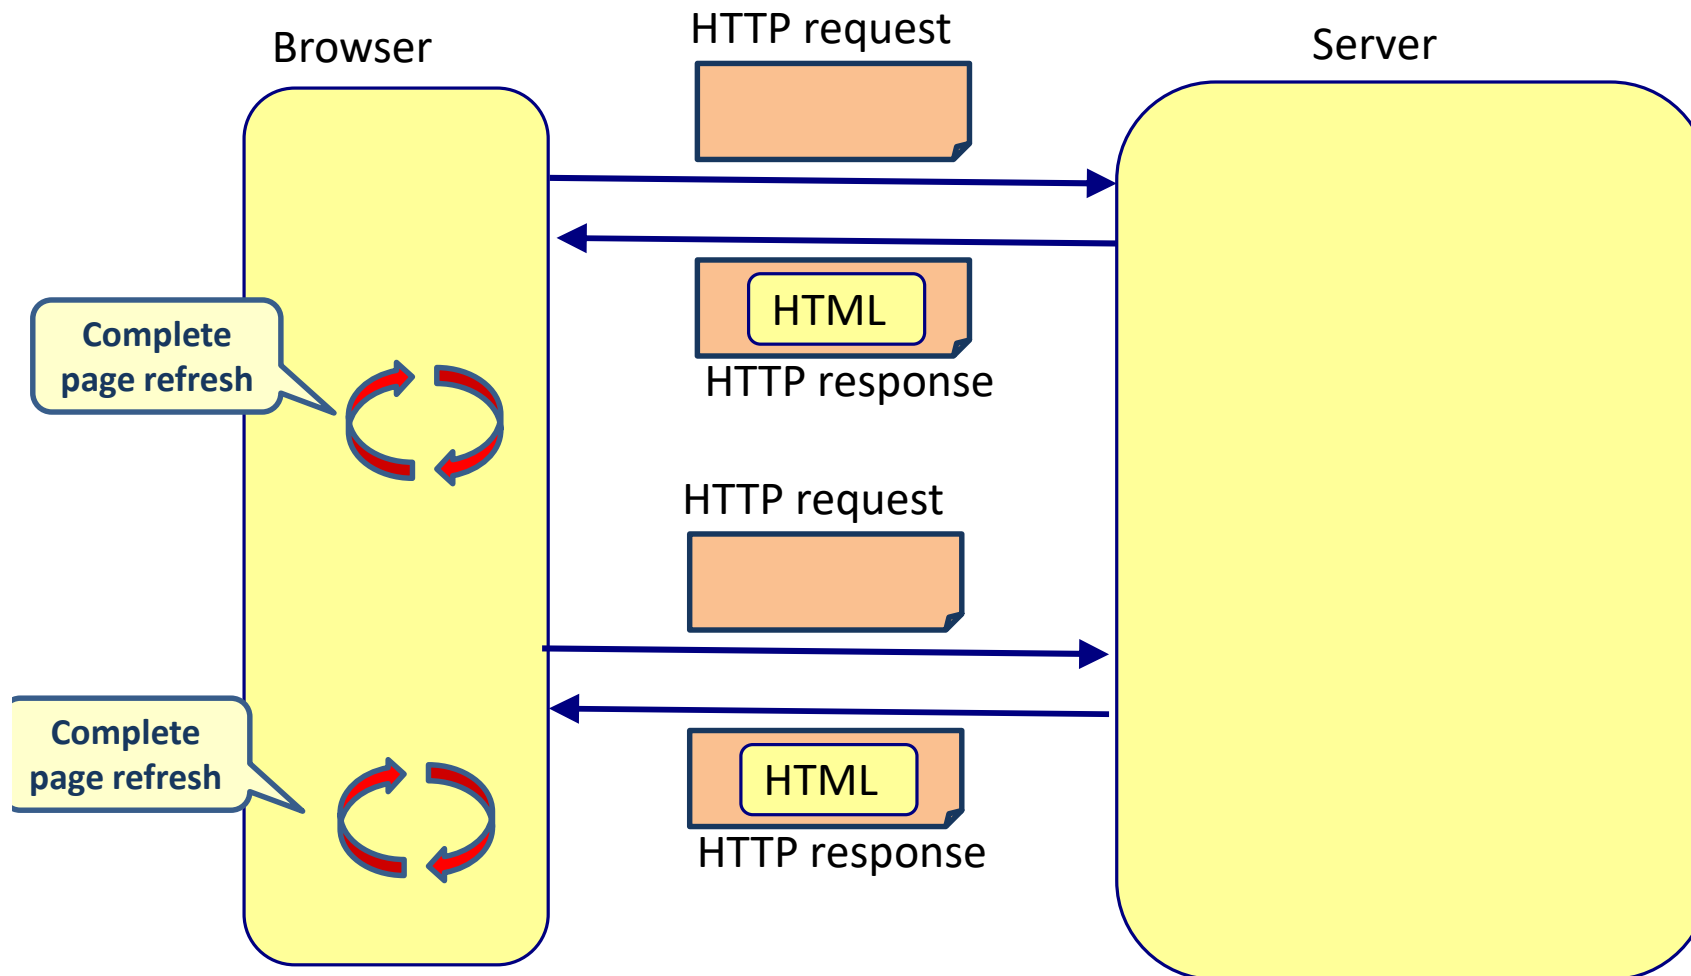 Browser
HTTP request
Server
HTML
Complete
page refresh
HTTP response
HTTP request
Complete
page refresh
HTML
HTTP response